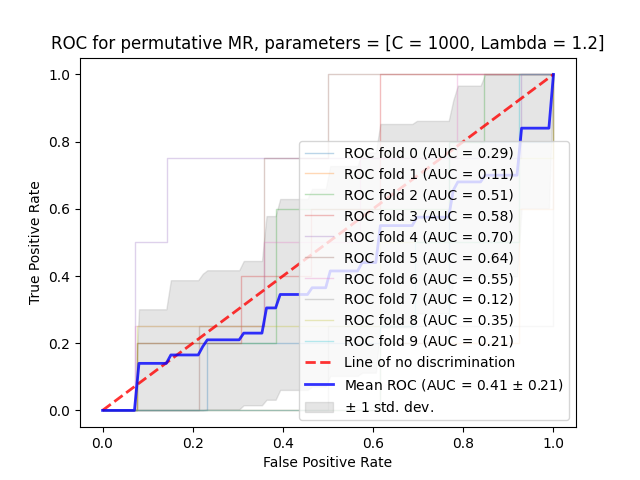 ROC for permutative MR, parameters = [C = 1000, Lambda = 1.2]
True Positive Rate
1.0
0.8
0.6
0.4
0.2
0.0
ROC fold 0 (AUC = 0.29)
ROC fold 1 (AUC = 0.11)
ROC fold 2 (AUC = 0.51)
ROC fold 3 (AUC = 0.58)
ROC fold 4 (AUC = 0.70)
ROC fold 5 (AUC = 0.64)
ROC fold 6 (AUC = 0.55)
ROC fold 7 (AUC = 0.12)
ROC fold 8 (AUC = 0.35)
ROC fold 9 (AUC = 0.21)
Line of no discrimination
Mean ROC (AUC = 0.41 ± 0.21)
± 1 std. dev.
0.0 0.2 0.4 0.6 0.8 1.0
False Positive Rate